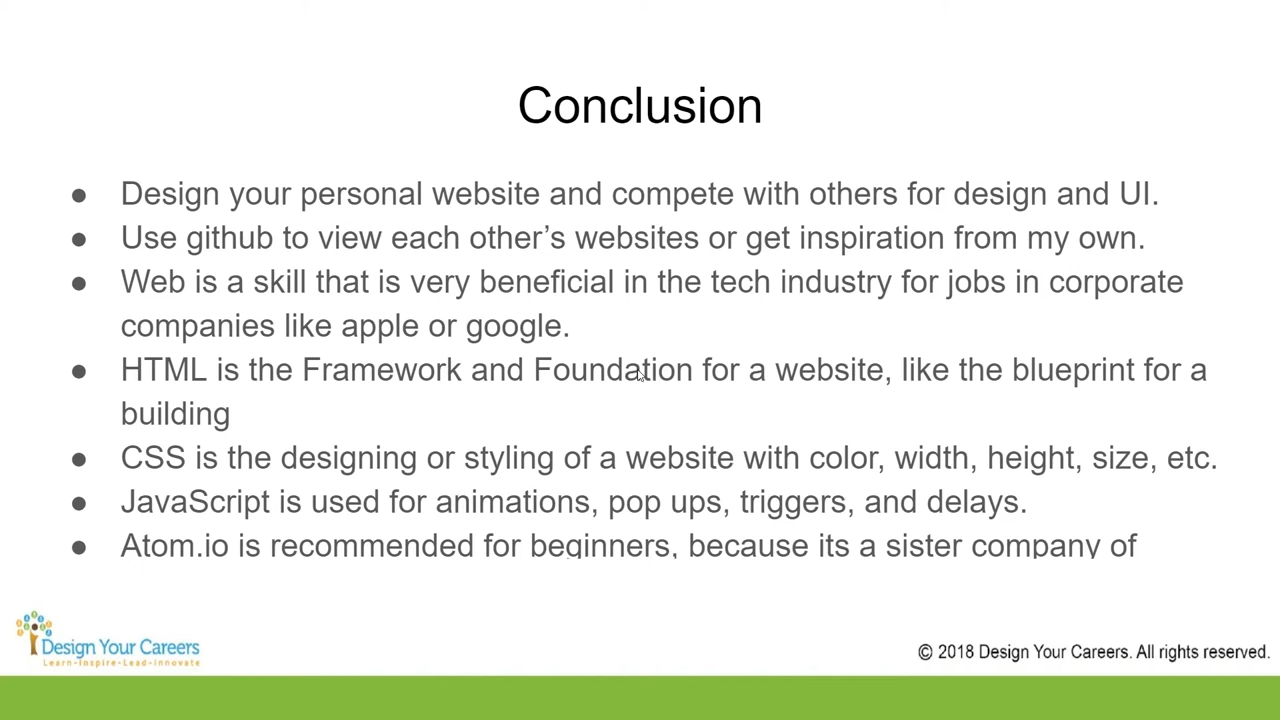 Conclusion
● Design your personal website and compete with others for design and UI.
● Use github to view each other’s websites or get inspiration from my own.
● Web is a skill that is very beneficial in the tech industry for jobs in corporate
companies like apple or google.
● HTML is the Framework and Foundation for a website, like the blueprint for a
building
● CSS is the designing or styling of a website with color, width, height, size, etc.
● JavaScript is used for animations, pop ups, triggers, and delays.
● Atom.io is recommended for beginners, because its a sister company of
Design Your Careers
Learn-Inspire-Lead-innovate
© 2018 Design Your Careers. All rights reserved.